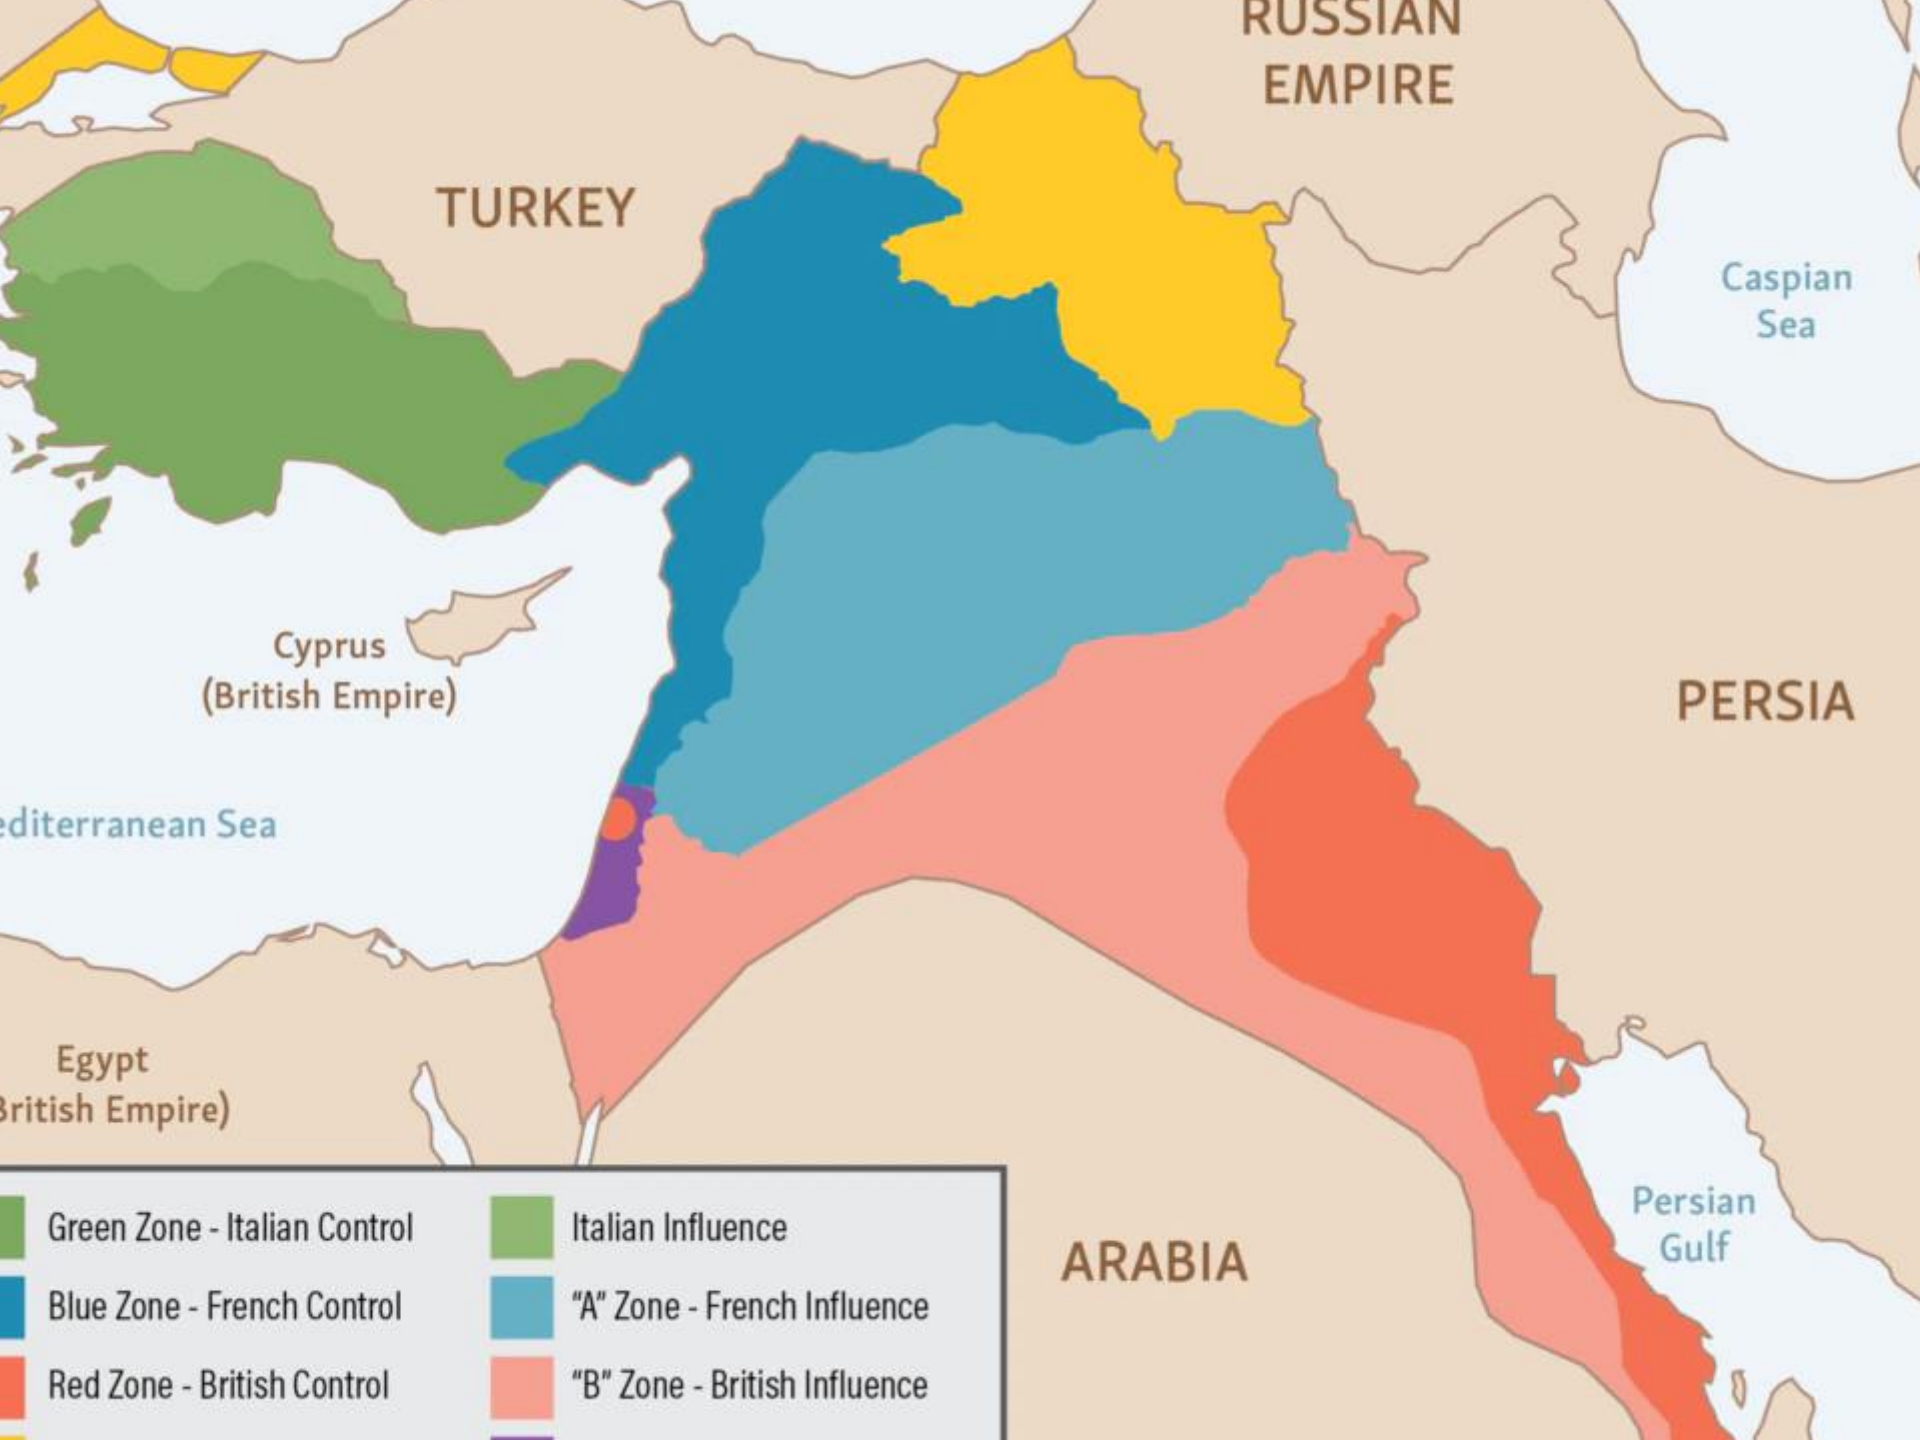 RUSSIAN
EMPIRE
TURKEY
Caspian
Sea
Cyprus
(British Empire)
PERSIA
editerranean Sea
Egypt
British Empire)
Persian
Gulf
ARABIA
Green Zone - Italian Control
Italian Influence
Blue Zone - French Control
"A" Zone - French Influence
Red Zone - British Control
"B" Zone - British Influence